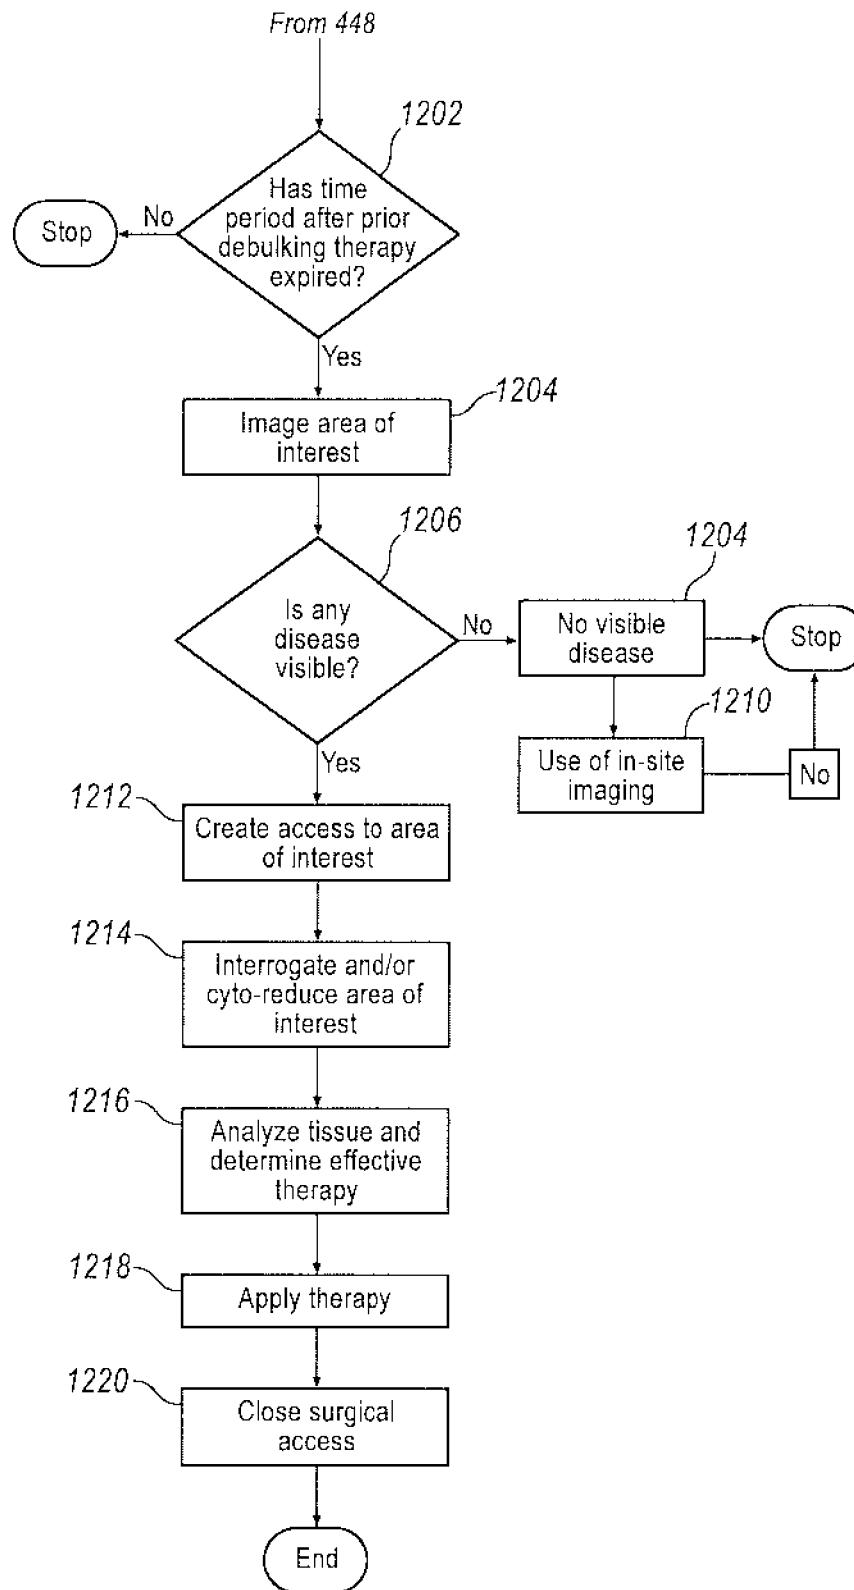 From 448
1202
Has time
period after prior
debulking therapy
expired?
No
Stop
Yes
1204
Image area of
interest
1206
Is any
disease
visible?
No
1204
No visible
disease
Stop
1210
Use of in-site
imaging
No
Yes
1212
Create access to area
of interest
1214
Interrogate and/or
cyto-reduce area of
interest
1216
Analyze tissue and
determine effective
therapy
1218
Apply therapy
1220
Close surgical
access
End